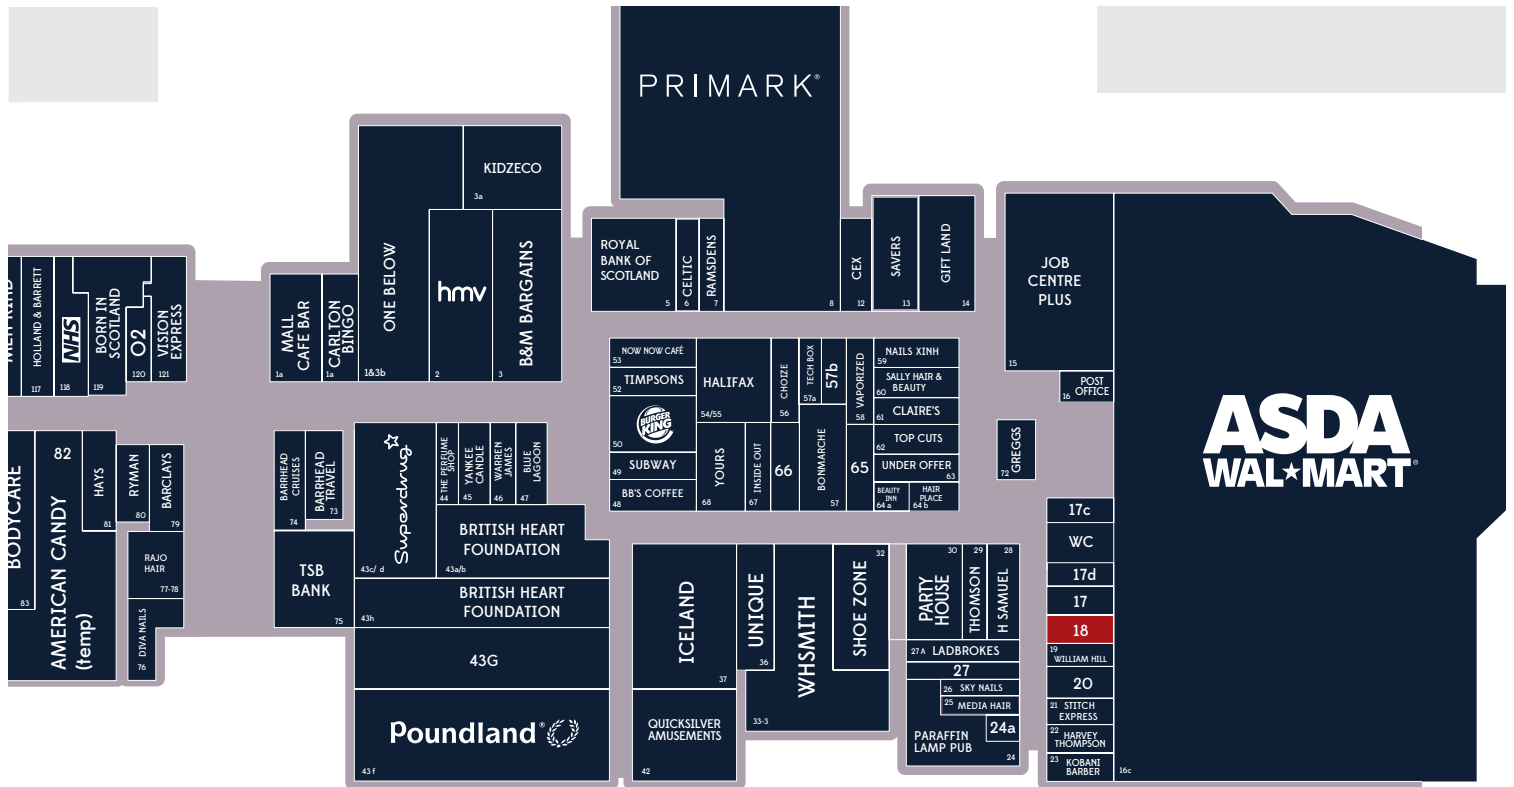 PRIMARK®
8
KIDZECO
3a
ONE BELOW
1&3b
hmv
2
B&M BARGAINS
3
MALL
CAFE BAR
1a
CARLTON
BINGO
1a
HOLLAND & BARRETT
117
NHS
118
BORN IN
SCOTLAND
119
O2
120
VISION
EXPRESS
121
ROYAL
BANK OF
SCOTLAND
5
CELTIC
6
RAMSDENS
7
CEX
12
SAVERS
13
GIFT LAND
14
JOB
CENTRE
PLUS
15
16
POST
OFFICE
ASDA
WAL★MART®
16c
NOW NOW CAFÉ
53
TIMPSONS
52
BURGER
KING
50
SUBWAY
49
BB'S COFFEE
48
HALIFAX
54/55
YOURS
68
INSIDE OUT
67
CHOIZE
56
66
TECH BOX
57a
57b
BONMARCHE
57
VAPORIZED
58
65
NAILS XINH
59
SALLY HAIR &
BEAUTY
60
CLAIRE'S
61
TOP CUTS
62
UNDER OFFER
63
BEAUTY
INN
64a
HAIR
PLACE
64b
GREGGS
72
BODYCARE
83
82
AMERICAN CANDY
(temp)
HAYS
81
RYMAN
80
BARCLAYS
79
RAJO
HAIR
77-78
DIVA NAILS
76
BARRHEAD
CRUISES
74
BARRHEAD
TRAVEL
73
TSB
BANK
75
Superdrug
43c/ d
THE PERFUME
SHOP
44
YANKEE
CANDLE
45
WARREN
JAMES
46
BLUE
LAGOON
47
BRITISH HEART
FOUNDATION
43a/b
BRITISH HEART
FOUNDATION
43h
43G
Poundland®
43f
ICELAND
37
UNIQUE
36
WHSMITH
33-3
SHOE ZONE
32
QUICKSILVER
AMUSEMENTS
42
PARTY
HOUSE
30
THOMSON
29
H SAMUEL
28
27A LADBROKES
27
26 SKY NAILS
25 MEDIA HAIR
24a
PARAFFIN
LAMP PUB
24
17c
WC
17d
17
18
19
WILLIAM HILL
20
21 STITCH
EXPRESS
22 HARVEY
THOMPSON
23 KOBANI
BARBER